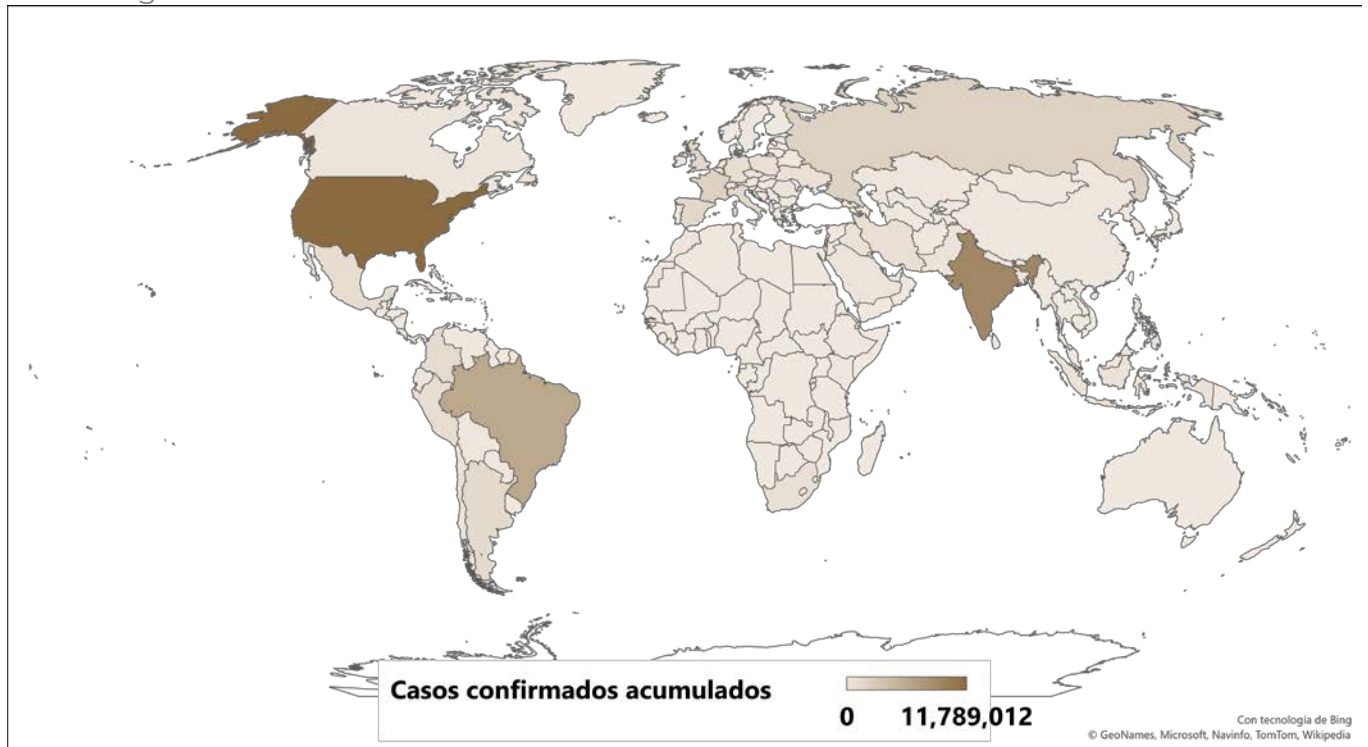 Casos confirmados acumulados
0 11,789,012
Con tecnología de Bing
© GeoNames, Microsoft, Navinfo, TomTom, Wikipedia